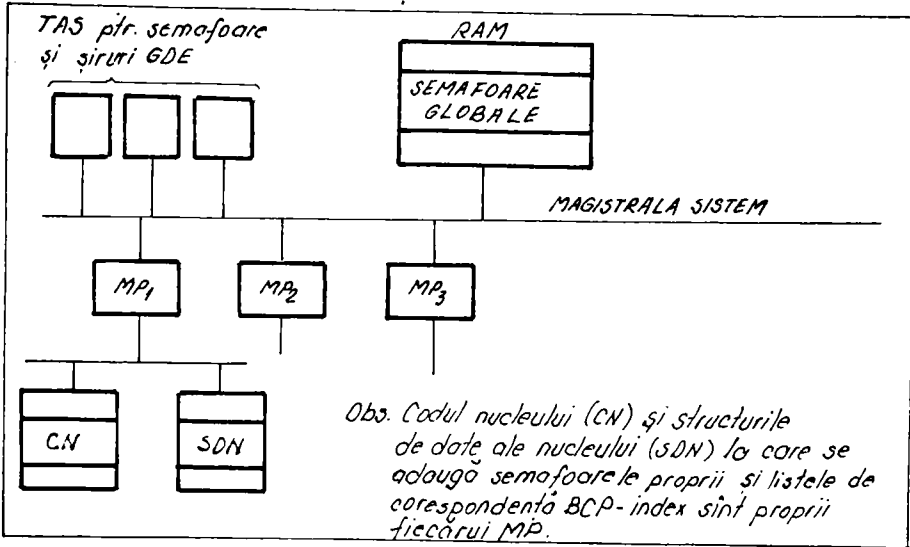 TAS ptr. semafoare
și șiruri GDE
RAM
SEMAFOARE
GLOBALE
MAGISTRALA SISTEM
MP1
MP2
MP3
CN
SDN
Obs. Codul nucleului (CN) și structurile
de date ale nucleului (SDN) la care se
adaugă semafoarele proprii și listele de
corespondență BCP-index sînt proprii
fiecărui MP.